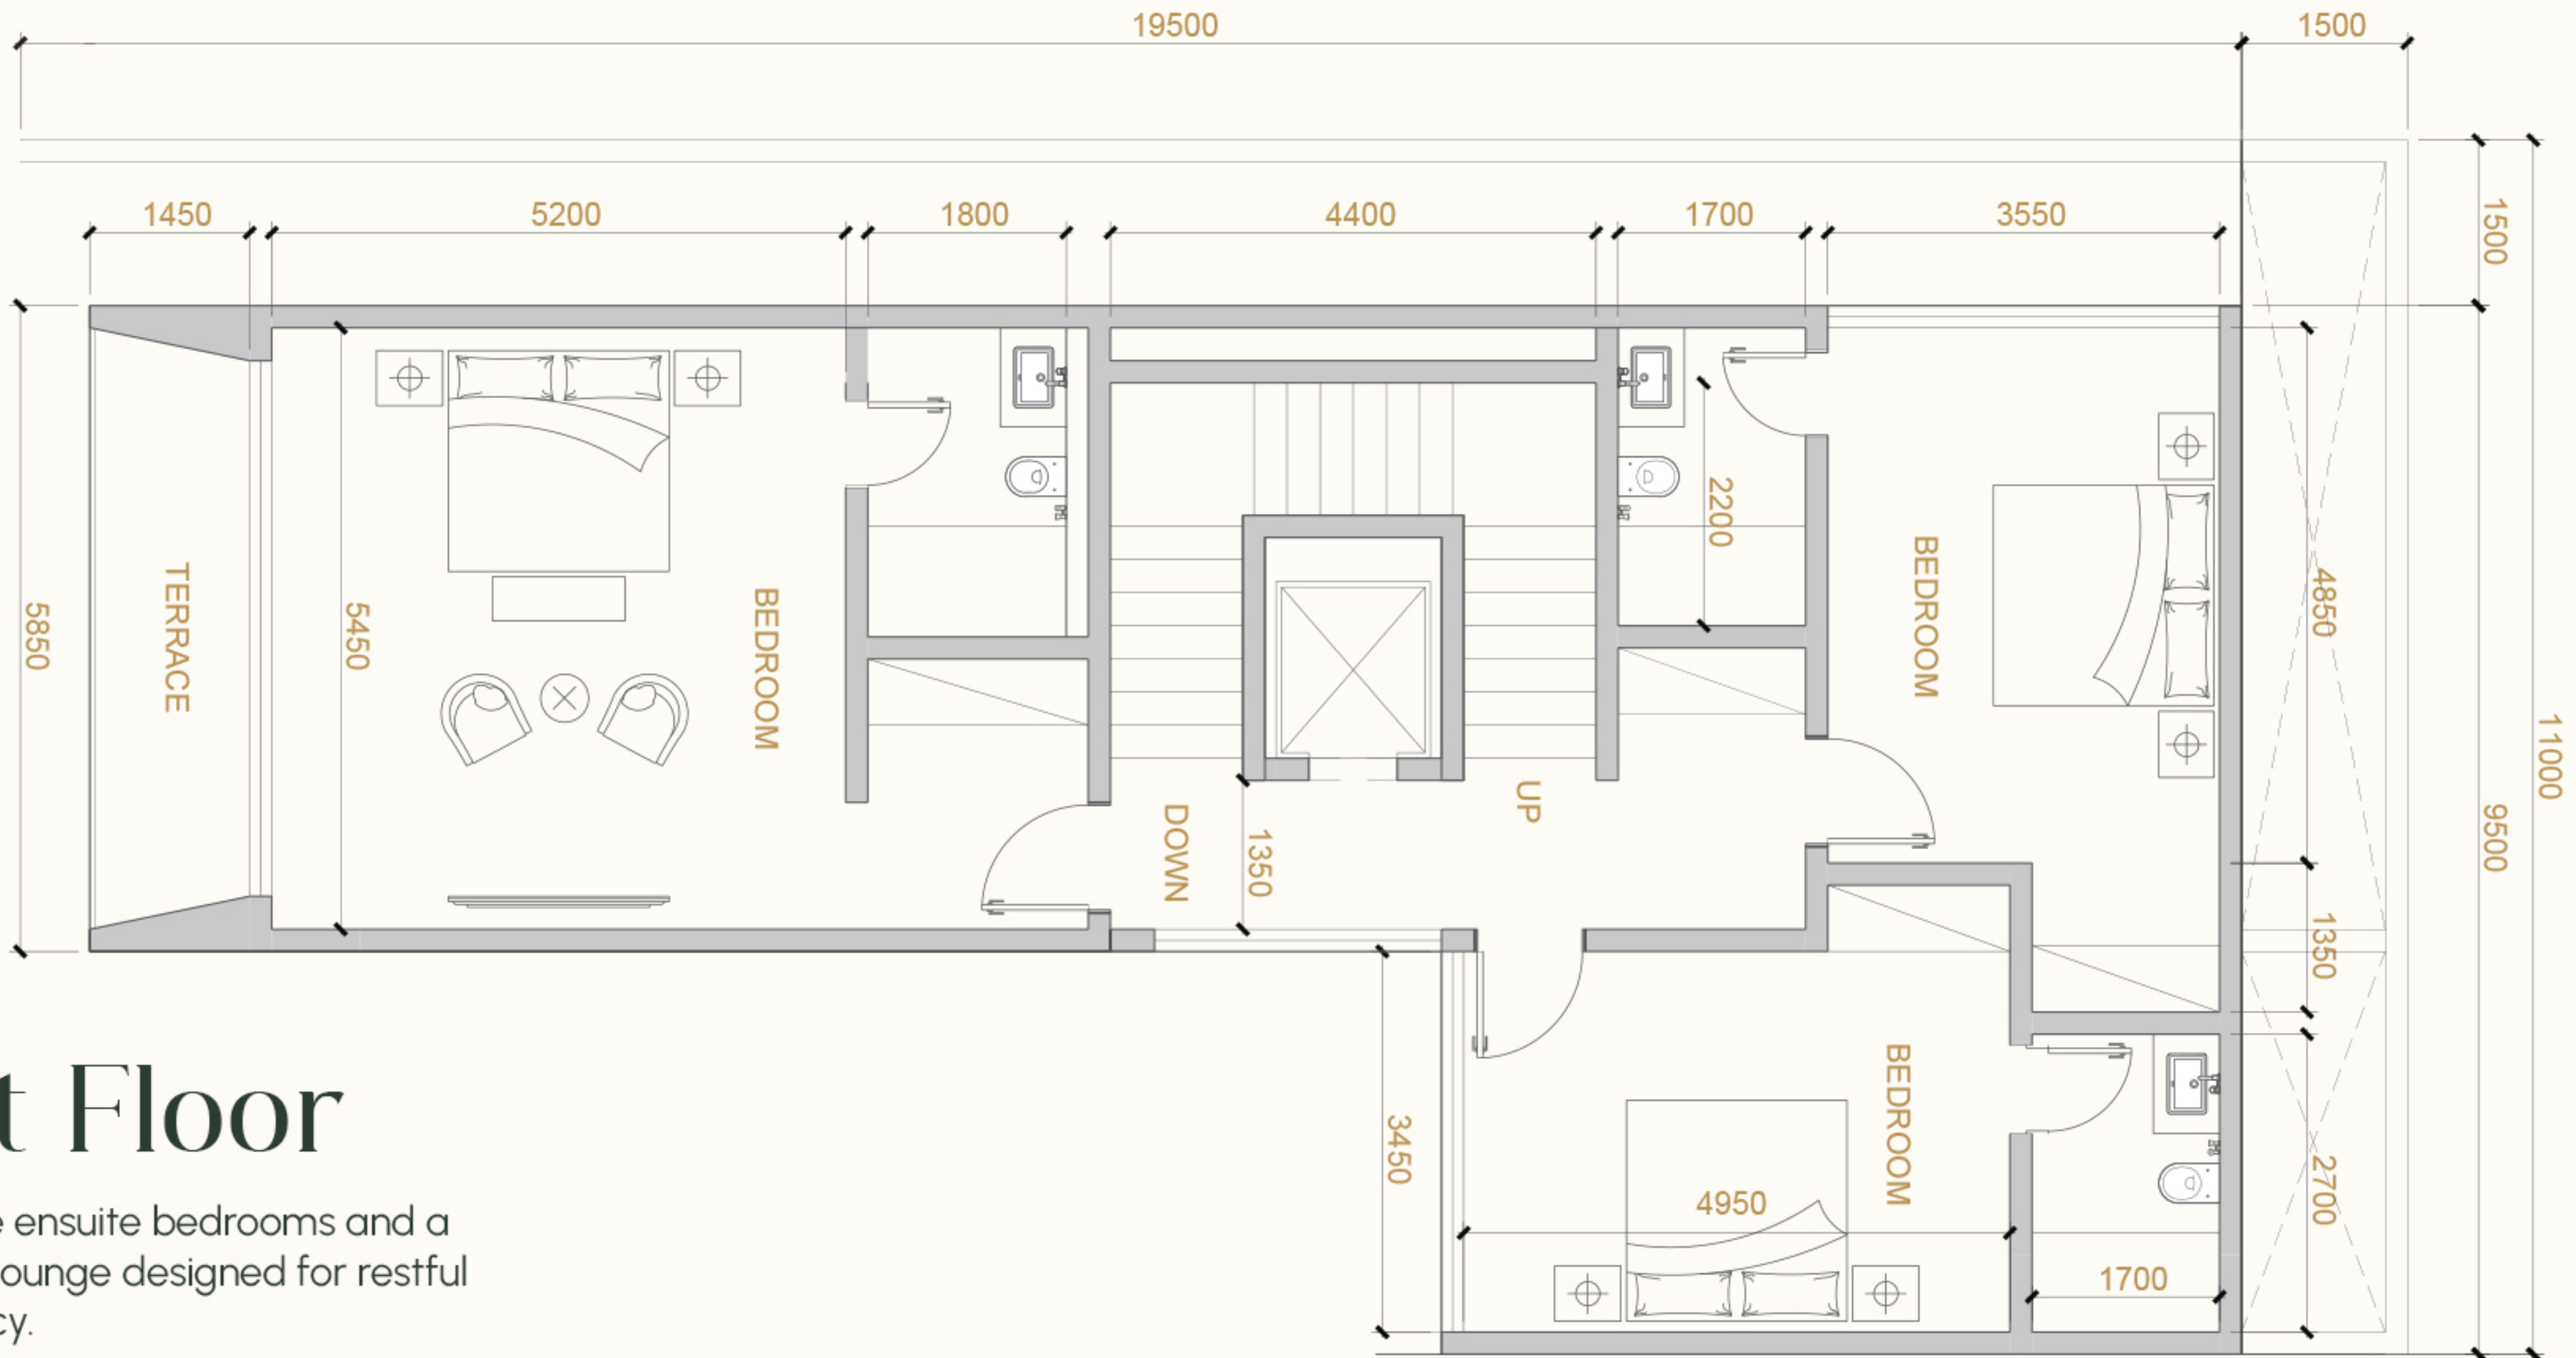 19500
1500
1450
5200
1800
4400
1700
3550
1500
5850
TERRACE
5450
BEDROOM
2200
BEDROOM
4850
11000
9500
UP
DOWN
1350
1350
3450
BEDROOM
4950
2700
1700
t Floor
ensuite bedrooms and a
ounge designed for restful
cy.